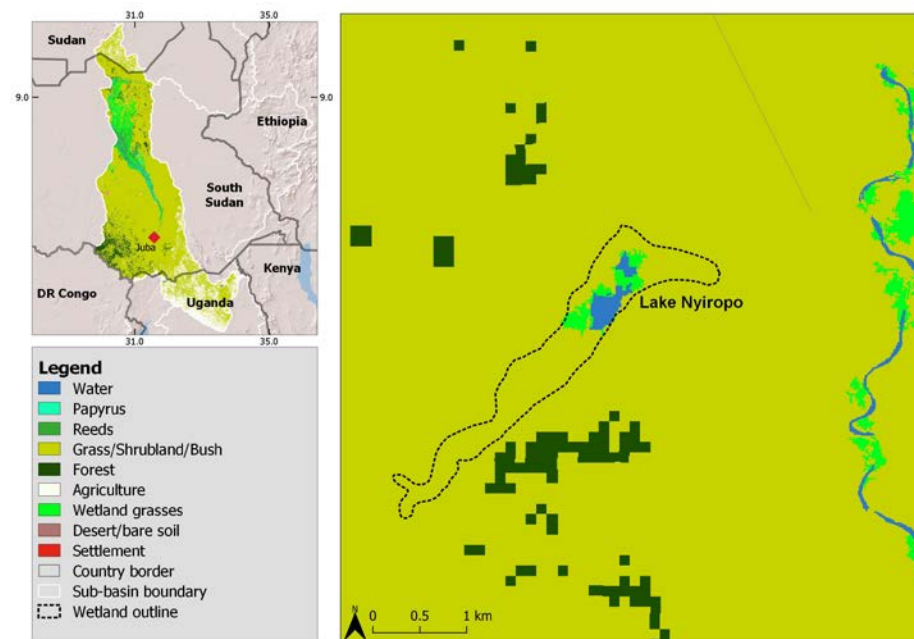 31.0
35.0
Sudan
9.0
9.0
Ethiopia
South
Sudan
Juba
Kenya
DR Congo
Uganda
31.0
35.0
Lake Nyiropo
Legend
Water
Papyrus
Reeds
Grass/Shrubland/Bush
Forest
Agriculture
Wetland grasses
Desert/bare soil
Settlement
Country border
Sub-basin boundary
Wetland outline
N
0 0.5 1 km